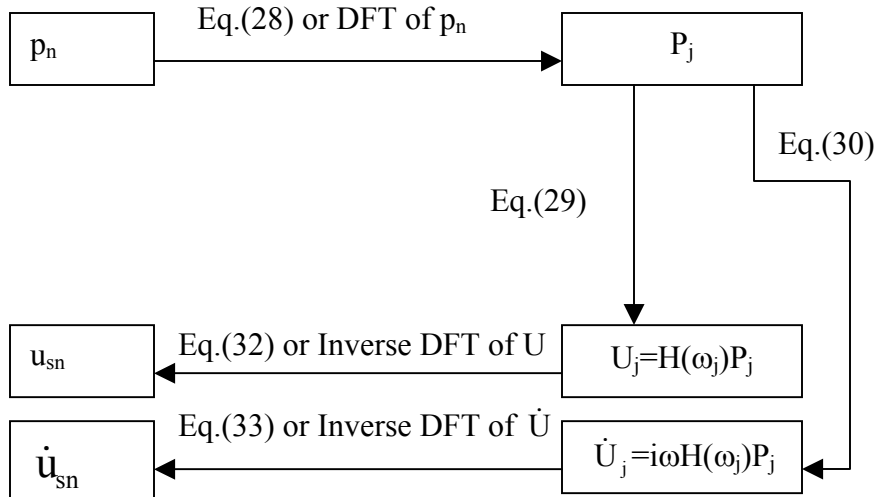 Eq.(28) or DFT of pₙ
pₙ
Pⱼ
Eq.(30)
Eq.(29)
uₛₙ
Eq.(32) or Inverse DFT of U
Uⱼ=H(ωⱼ)Pⱼ
Eq.(33) or Inverse DFT of U̇
u̇ₛₙ
U̇ⱼ=iωH(ωⱼ)Pⱼ